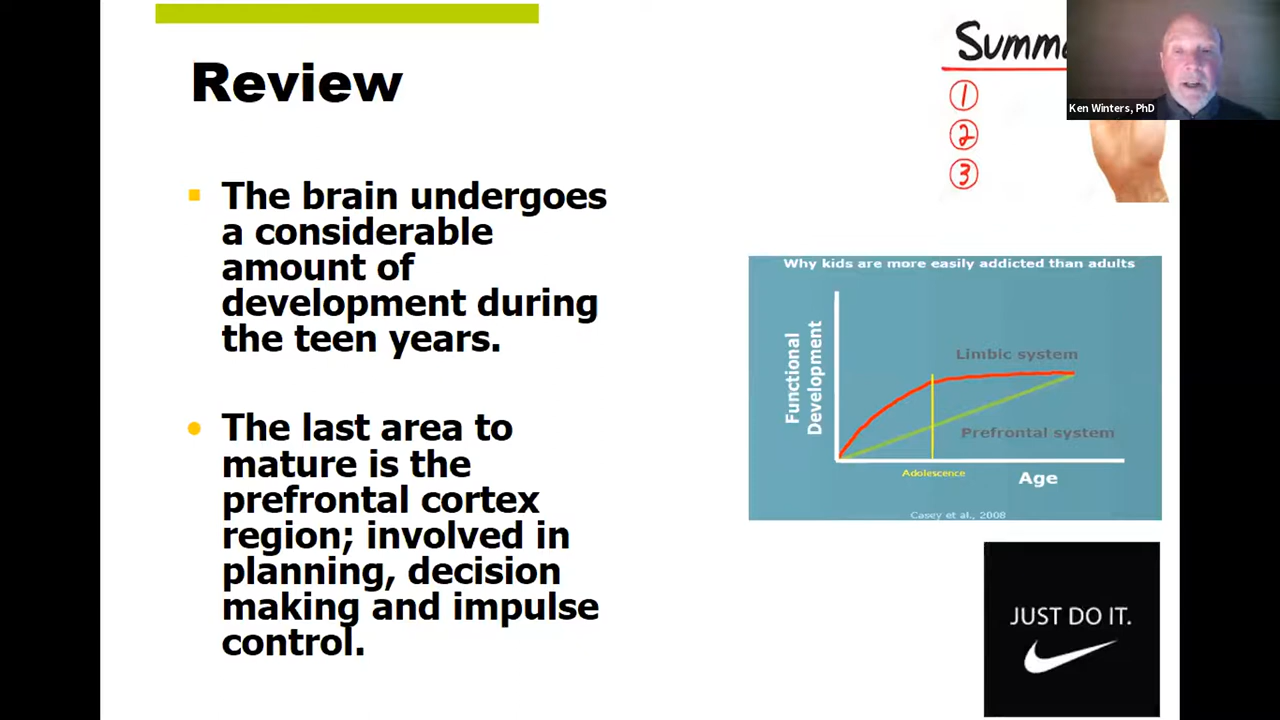 Review
The brain undergoes
a considerable
amount of
development during
the teen years.
The last area to
mature is the
prefrontal cortex
region; involved in
planning, decision
making and impulse
control.
Summ
1
2
3
Ken Winters, PhD
Why kids are more easily addicted than adults
Functional
Development
Limbic system
Prefrontal system
Adolescence
Age
Casey et al., 2008
JUST DO IT.